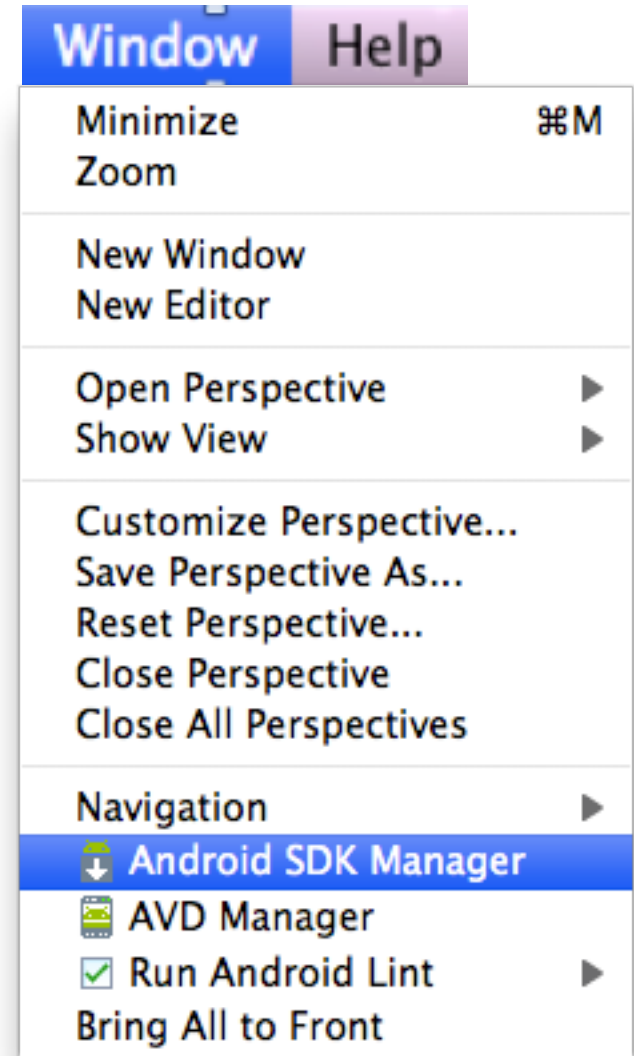 Window Help
Minimize ⌘M
Zoom
New Window
New Editor
Open Perspective
Show View
Customize Perspective...
Save Perspective As...
Reset Perspective...
Close Perspective
Close All Perspectives
Navigation
Android SDK Manager
AVD Manager
Run Android Lint
Bring All to Front